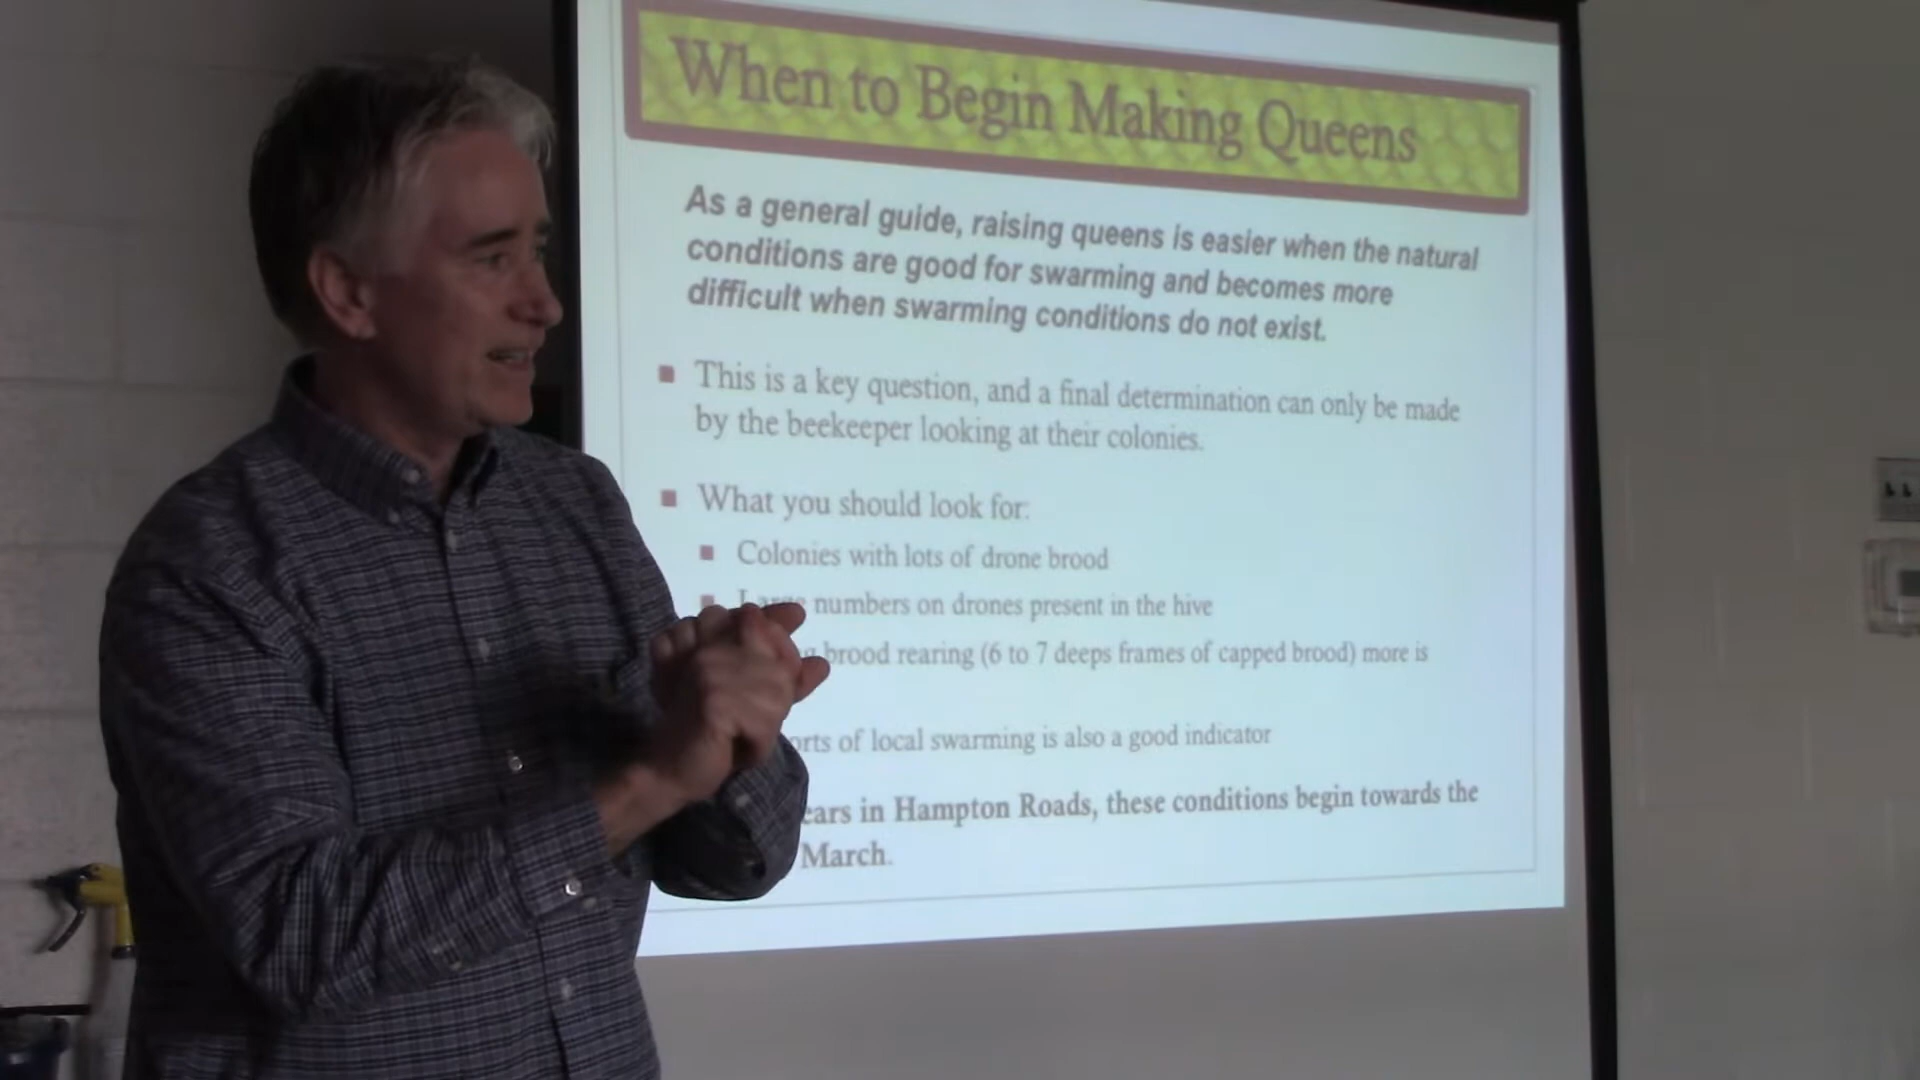 When to Begin Making Queens
As a general guide, raising queens is easier when the natural
conditions are good for swarming and becomes more
difficult when swarming conditions do not exist.
This is a key question, and a final determination can only be made
by the beekeeper looking at their colonies.
What you should look for:
Colonies with lots of drone brood
Large numbers on drones present in the hive
brood rearing (6 to 7 deeps frames of capped brood) more is
of local swarming is also a good indicator
in Hampton Roads, these conditions begin towards the
March.